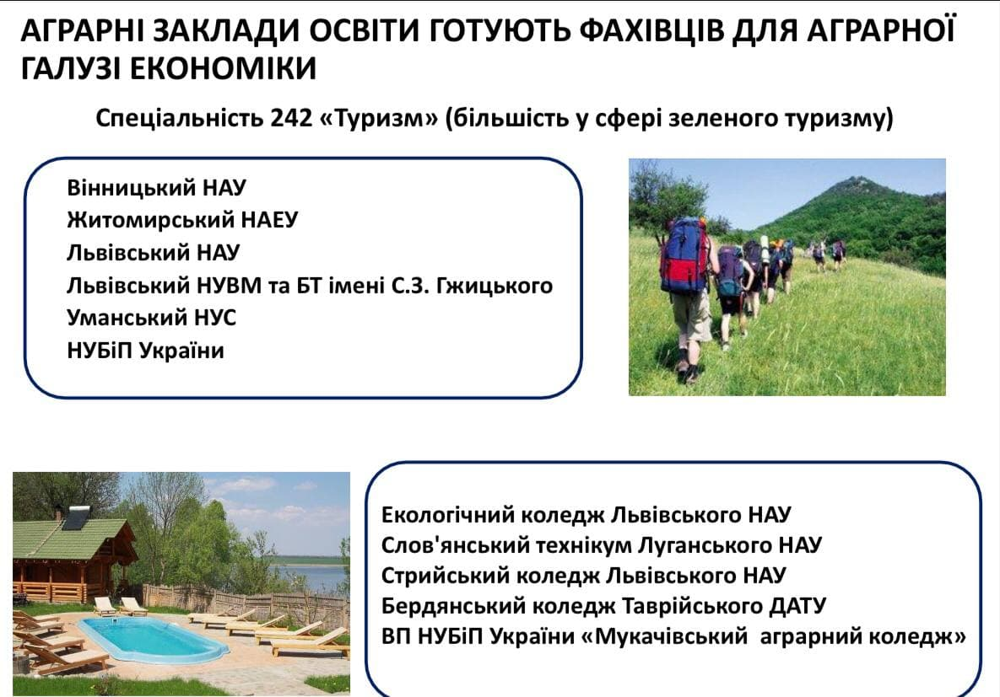 АГРАРНІ ЗАКЛАДИ ОСВІТИ ГОТУЮТЬ ФАХІВЦІВ ДЛЯ АГРАРНОЇ
ГАЛУЗІ ЕКОНОМІКИ
Спеціальність 242 «Туризм» (більшість у сфері зеленого туризму)
Вінницький НАУ
Житомирський НАЕУ
Львівський НАУ
Львівський НУВМ та БТ імені С.З. Гжицького
Уманський НУС
НУБіП України
Екологічний коледж Львівського НАУ
Слов'янський технікум Луганського НАУ
Стрийський коледж Львівського НАУ
Бердянський коледж Таврійського ДАТУ
ВП НУБіП України «Мукачівський  аграрний коледж»